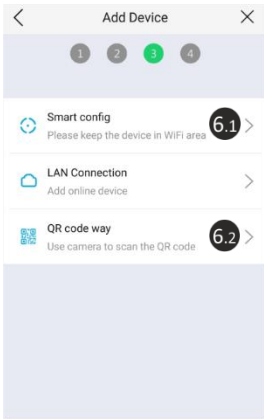 Add Device
1 2 3 4
Smart config
Please keep the device in WiFi area
6.1
LAN Connection
Add online device
QR code way
Use camera to scan the QR code
6.2